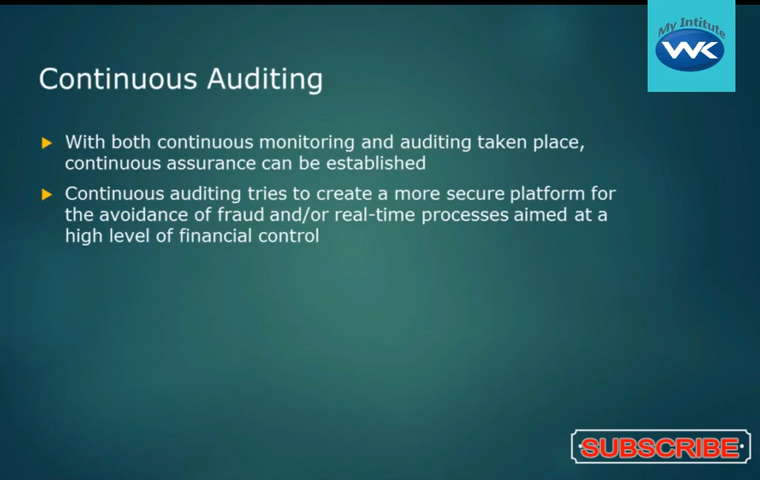 My Intitute
WK
Continuous Auditing
With both continuous monitoring and auditing taken place,
continuous assurance can be established
Continuous auditing tries to create a more secure platform for
the avoidance of fraud and/or real-time processes aimed at a
high level of financial control
SUBSCRIBE